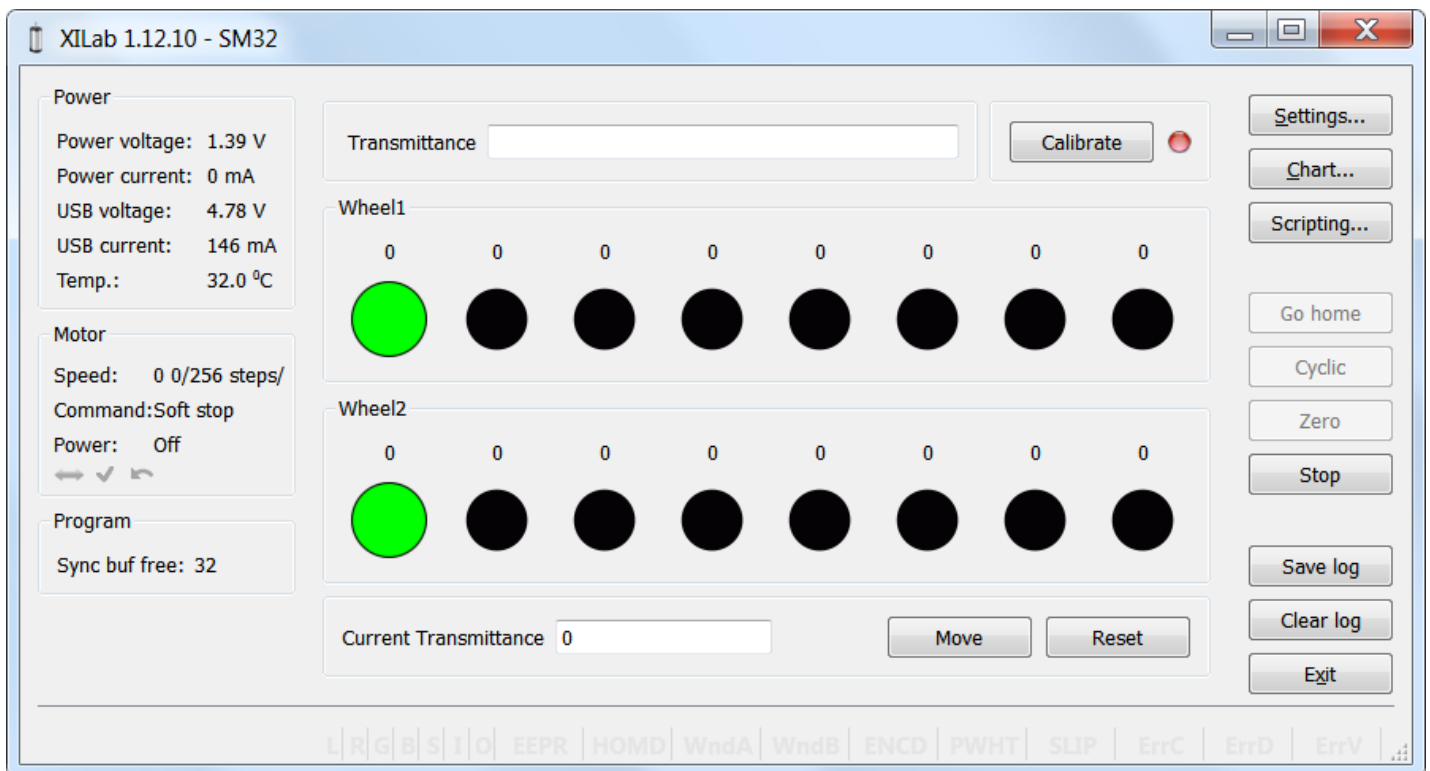 XILab 1.12.10 - SM32
Power
Power voltage: 1.39 V
Power current: 0 mA
USB voltage: 4.78 V
USB current: 146 mA
Temp.: 32.0 ⁰C
Motor
Speed: 0 0/256 steps/
Command:Soft stop
Power: Off
Program
Sync buf free: 32
Transmittance
Calibrate
Wheel1
0 0 0 0 0 0 0 0
Wheel2
0 0 0 0 0 0 0 0
Current Transmittance 0
Move
Reset
Settings...
Chart...
Scripting...
Go home
Cyclic
Zero
Stop
Save log
Clear log
Exit
L R G B S I O EEPR HOMD WndA WndB ENCD PWHT SLIP ErrC ErrD ErrV